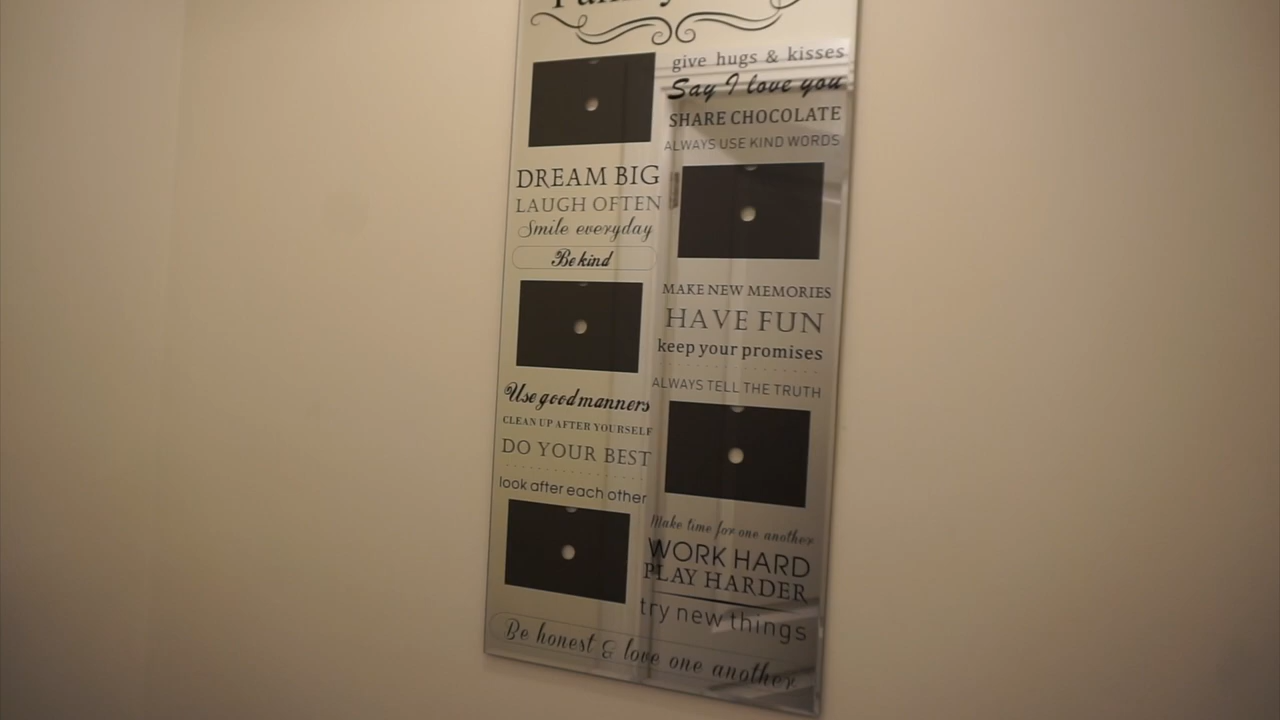 give hugs & kisses
Say I love you
SHARE CHOCOLATE
ALWAYS USE KIND WORDS
DREAM BIG
LAUGH OFTEN
Smile everyday
Be kind
MAKE NEW MEMORIES
HAVE FUN
keep your promises
ALWAYS TELL THE TRUTH
Use good manners
CLEAN UP AFTER YOURSELF
DO YOUR BEST
look after each other
Make time for one another
WORK HARD
PLAY HARDER
try new things
Be honest & love one another